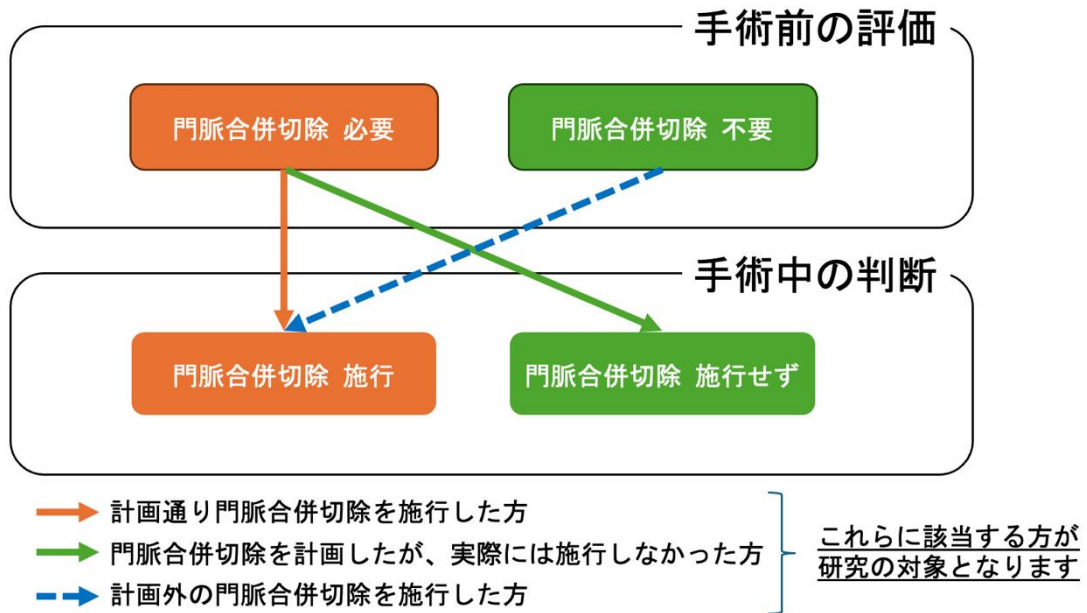 手術前の評価
門脈合併切除 必要
門脈合併切除 不要
手術中の判断
門脈合併切除 施行
門脈合併切除 施行せず
計画通り門脈合併切除を施行した方
門脈合併切除を計画したが、実際には施行しなかった方
計画外の門脈合併切除を施行した方
これらに該当する方が
研究の対象となります